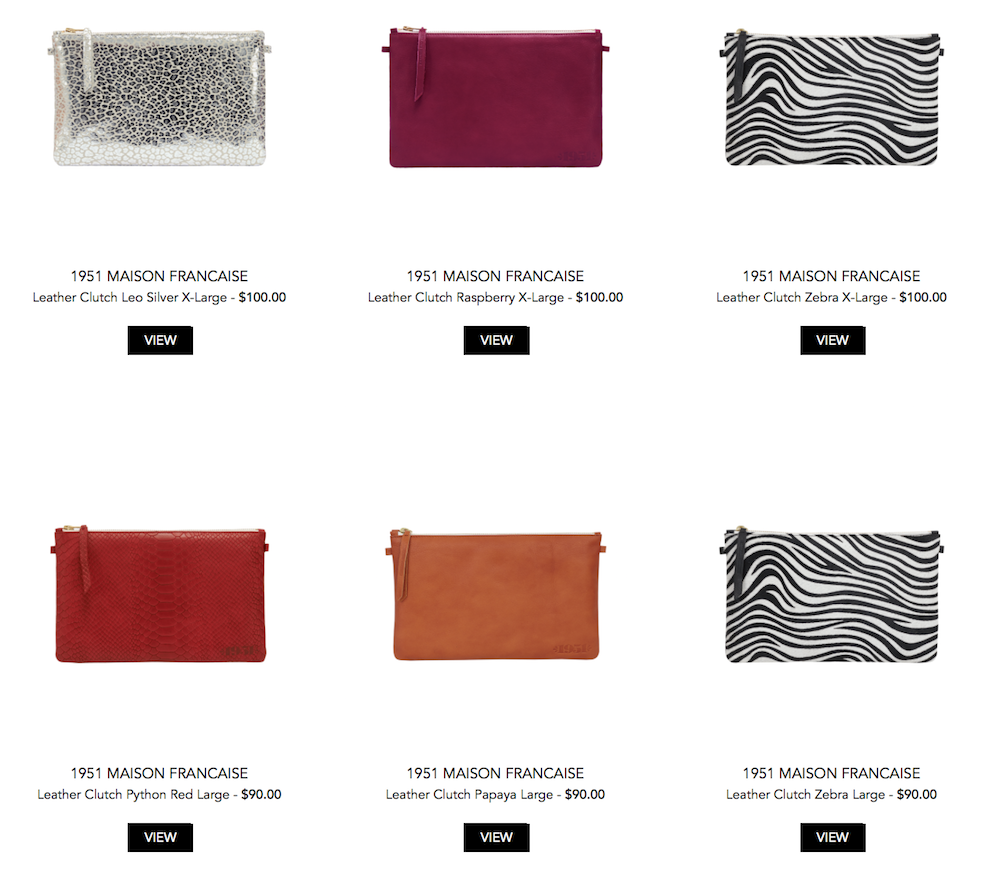 1951 MAISON FRANCAISE
Leather Clutch Leo Silver X-Large - $100.00
VIEW
1951 MAISON FRANCAISE
Leather Clutch Raspberry X-Large - $100.00
VIEW
1951 MAISON FRANCAISE
Leather Clutch Zebra X-Large - $100.00
VIEW
1951 MAISON FRANCAISE
Leather Clutch Python Red Large - $90.00
VIEW
1951 MAISON FRANCAISE
Leather Clutch Papaya Large - $90.00
VIEW
1951 MAISON FRANCAISE
Leather Clutch Zebra Large - $90.00
VIEW